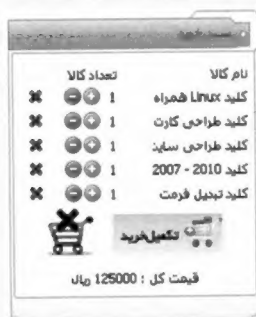 نام کالا تعداد کالا
کلید Linux همراه 1
کلید طراحی کارت 1
کلید طراحی ساین 1
کلید 2010 - 2007 1
کلید تبدیل فرمت 1
تکمیل‌خرید
قیمت کل : 125000 ریال